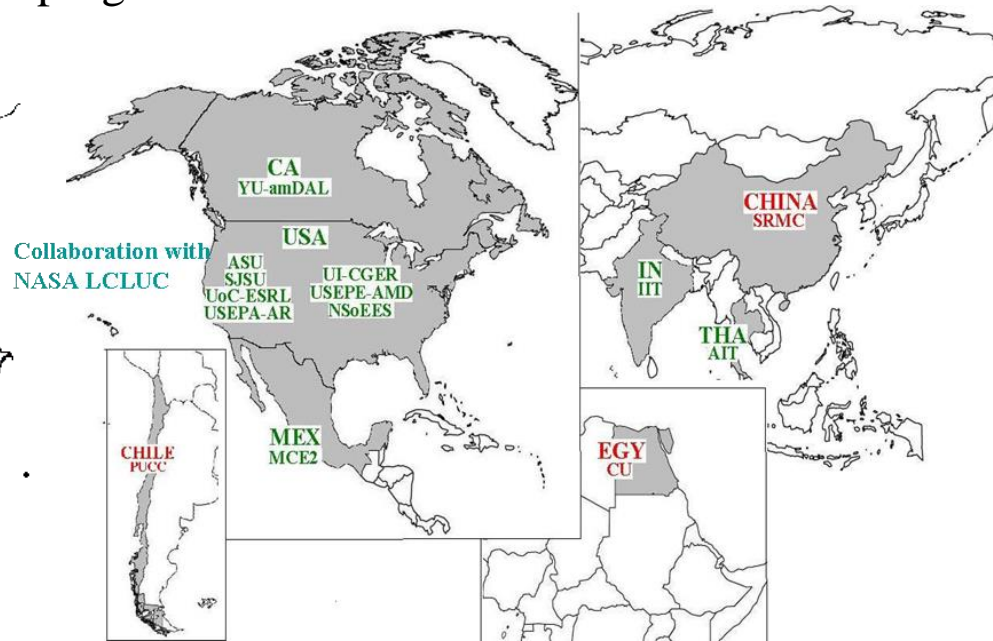 CA
YU-amDAL
USA
Collaboration with
NASA LCLUC
ASU
SJSU
UoC-ESRL
USEPA-AR
UI-CGER
USEPE-AMD
NSoEES
MEX
MCE2
CHILE
PUCC
CHINA
SRMC
IN
IIT
THA
AIT
EGY
CU